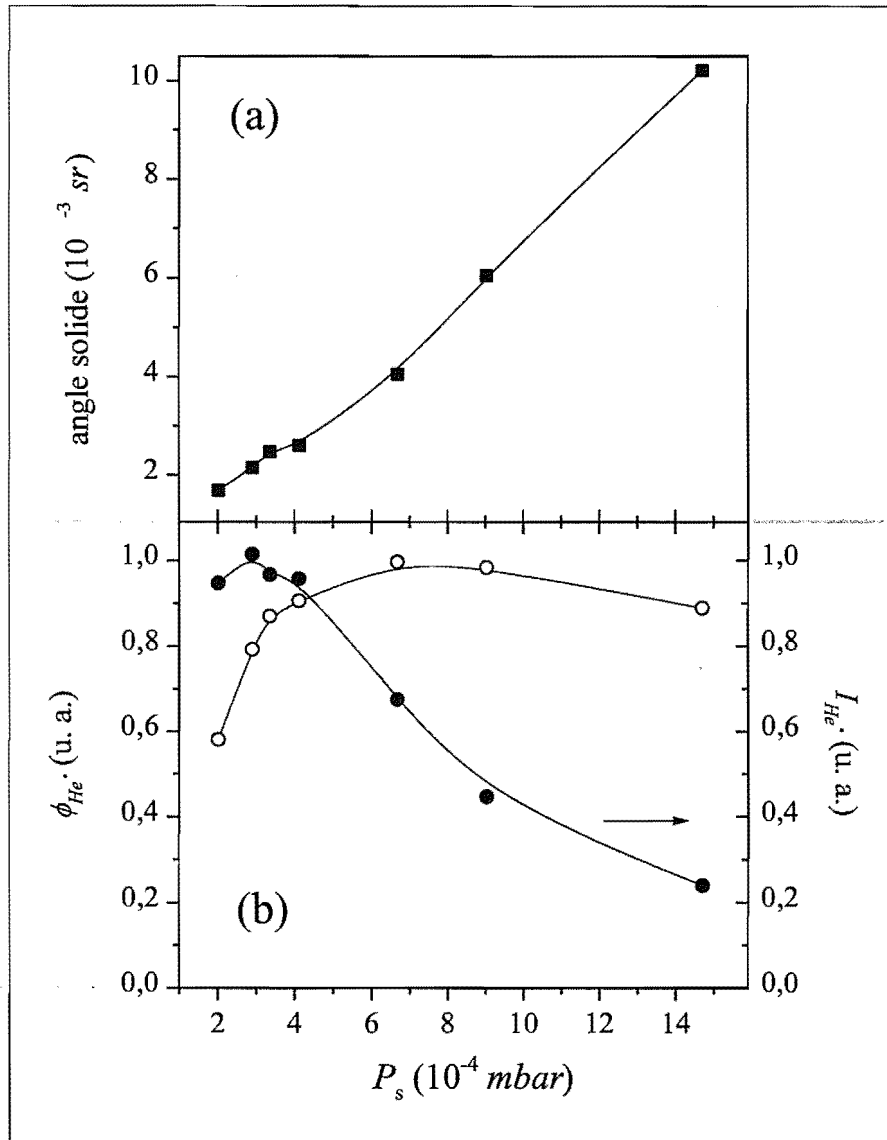 (a)
angle solide (10⁻³ sr)
10
8
6
4
2
(b)
ϕHe· (u. a.)
1,0
0,8
0,6
0,4
0,2
0,0
IHe· (u. a.)
1,0
0,8
0,6
0,4
0,2
0,0
2 4 6 8 10 12 14
Ps (10⁻⁴ mbar)